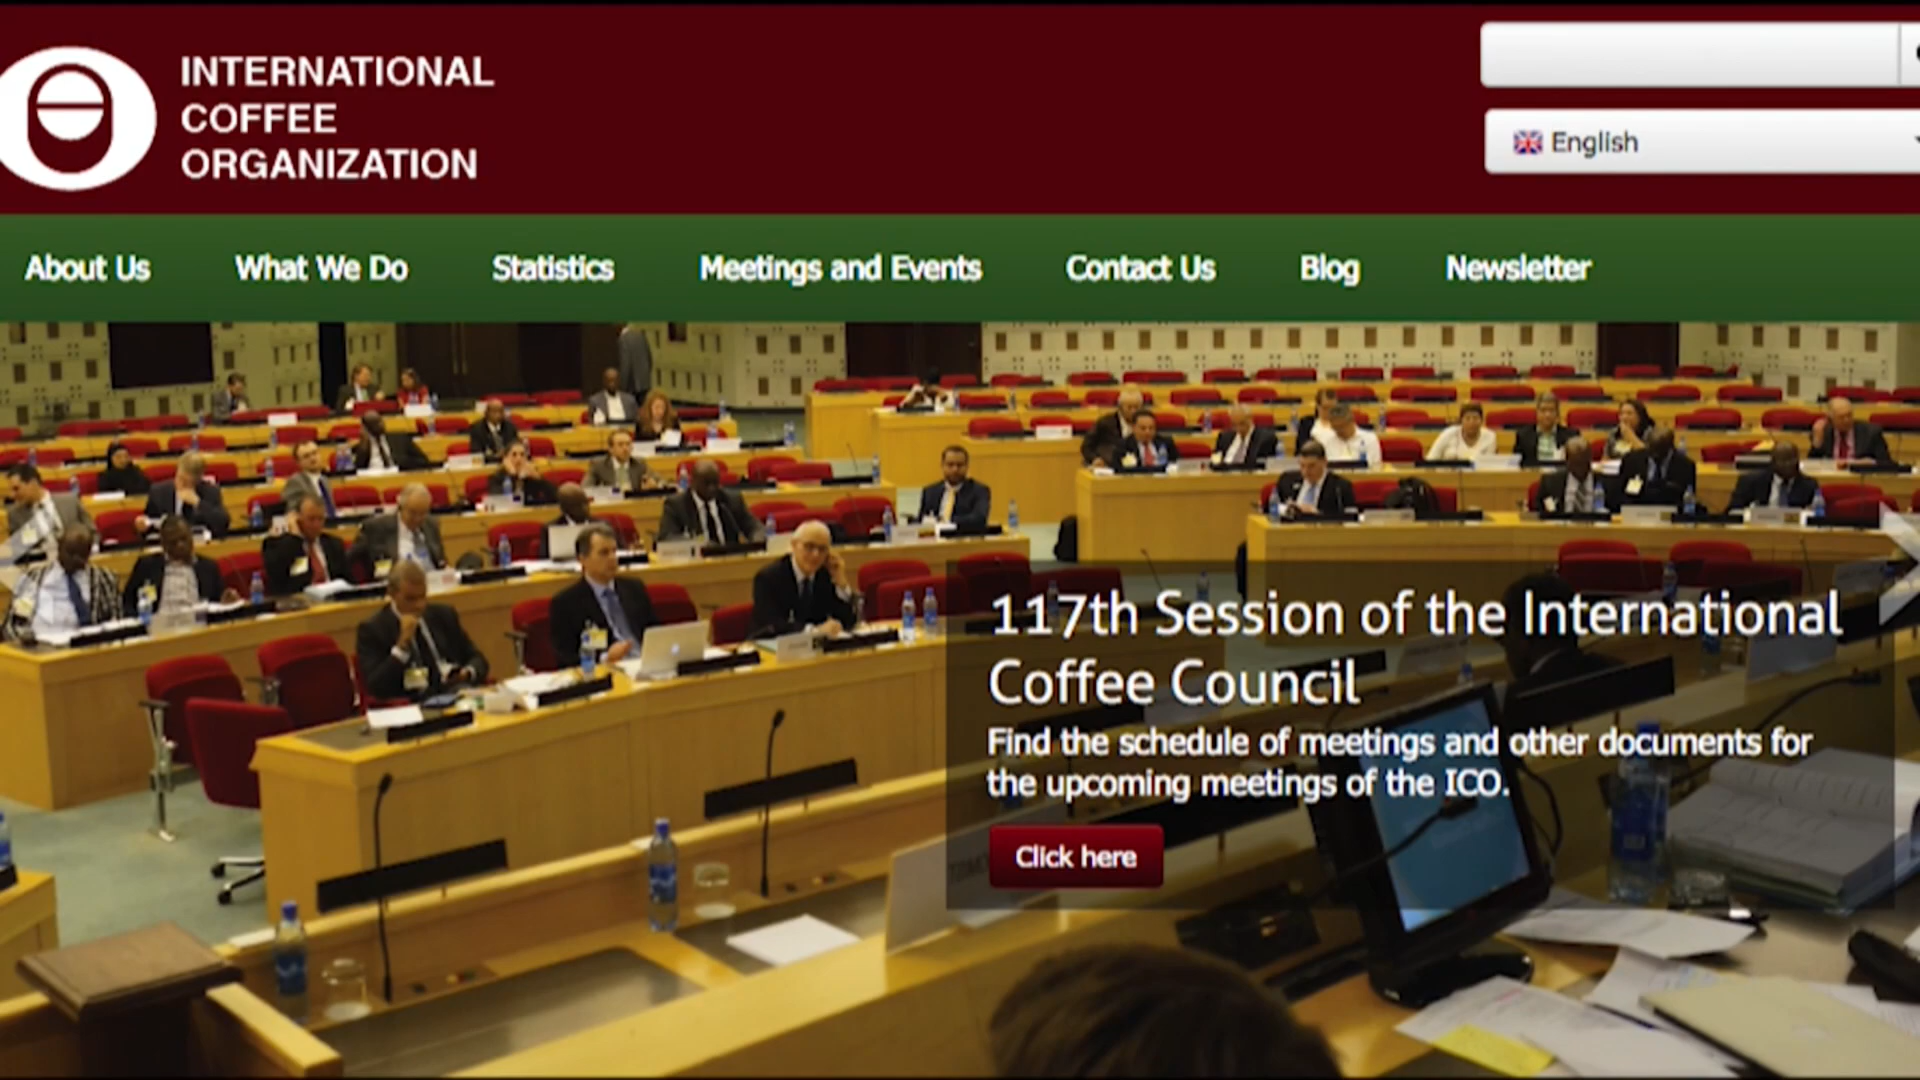 INTERNATIONAL
COFFEE
ORGANIZATION
English
About Us
What We Do
Statistics
Meetings and Events
Contact Us
Blog
Newsletter
117th Session of the International
Coffee Council
Find the schedule of meetings and other documents for
the upcoming meetings of the ICO.
Click here